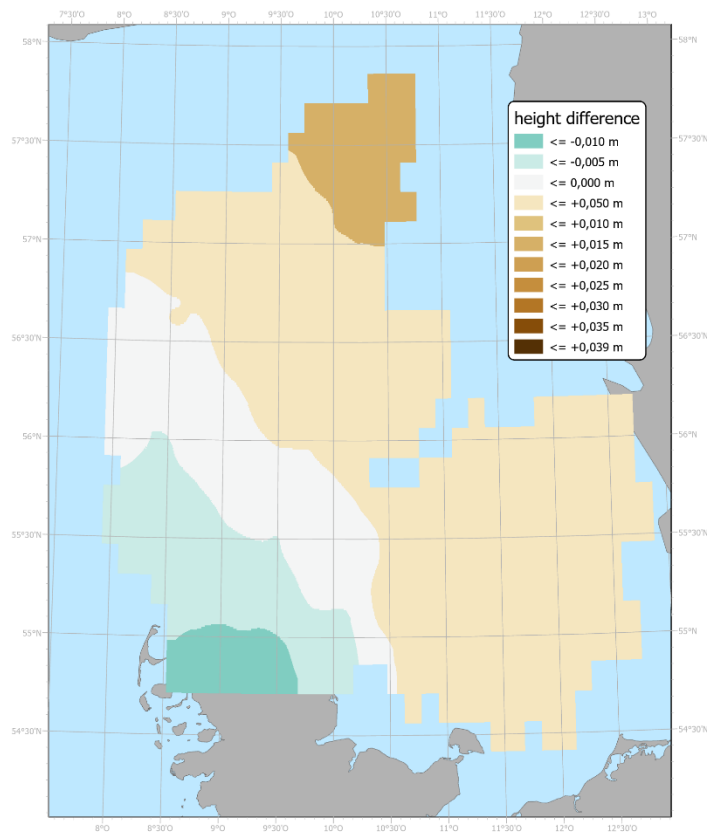 7°30'O 8°O 8°30'O 9°O 9°30'O 10°O 10°30'O 11°O 11°30'O 12°O 12°30'O 13°O
58°N 58°N
height difference
<= -0,010 m
<= -0,005 m
<= 0,000 m
<= +0,050 m
<= +0,010 m
<= +0,015 m
<= +0,020 m
<= +0,025 m
<= +0,030 m
<= +0,035 m
<= +0,039 m
57°30'N 57°30'N
57°N 57°N
56°30'N 56°30'N
56°N 56°N
55°30'N 55°30'N
55°N 55°N
54°30'N 54°30'N
8°O 8°30'O 9°O 9°30'O 10°O 10°30'O 11°O 11°30'O 12°O 12°30'O